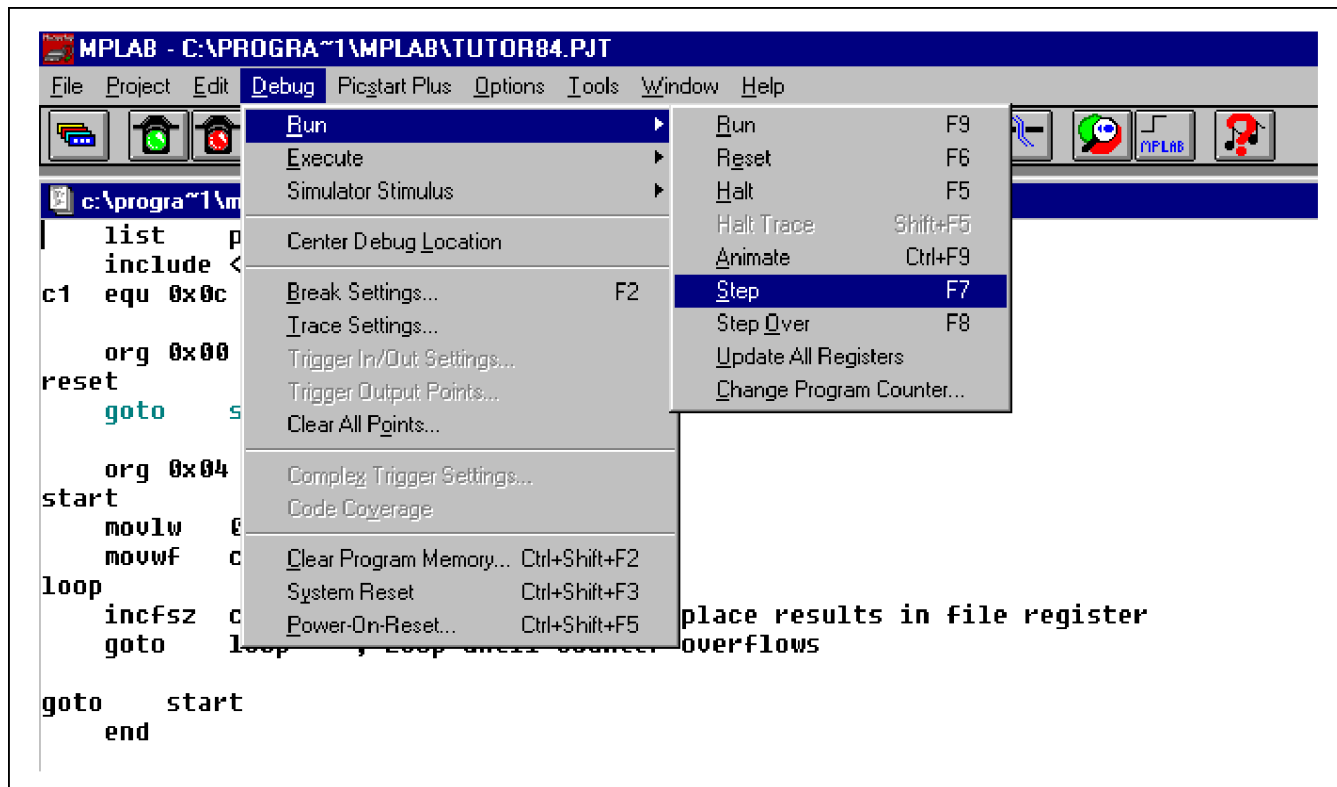 MPLAB - C:\PROGRA~1\MPLAB\TUTOR84.PJT
File Project Edit Debug Picstart Plus Options Tools Window Help
MPLAB
Run
Execute
Simulator Stimulus
Center Debug Location
Break Settings... F2
Trace Settings...
Trigger In/Out Settings...
Trigger Output Points...
Clear All Points...
Complex Trigger Settings...
Code Coverage
Clear Program Memory... Ctrl+Shift+F2
System Reset Ctrl+Shift+F3
Power-On-Reset... Ctrl+Shift+F5
Run F9
Reset F6
Halt F5
Halt Trace Shift+F5
Animate Ctrl+F9
Step F7
Step Over F8
Update All Registers
Change Program Counter...
c:\progra~1\m
list p
include <
c1 equ 0x0c
org 0x00
reset
goto s
org 0x04
start
movlw
movwf c
loop
incfsz c place results in file register
goto loop ; Loop until counter overflows
goto start
end